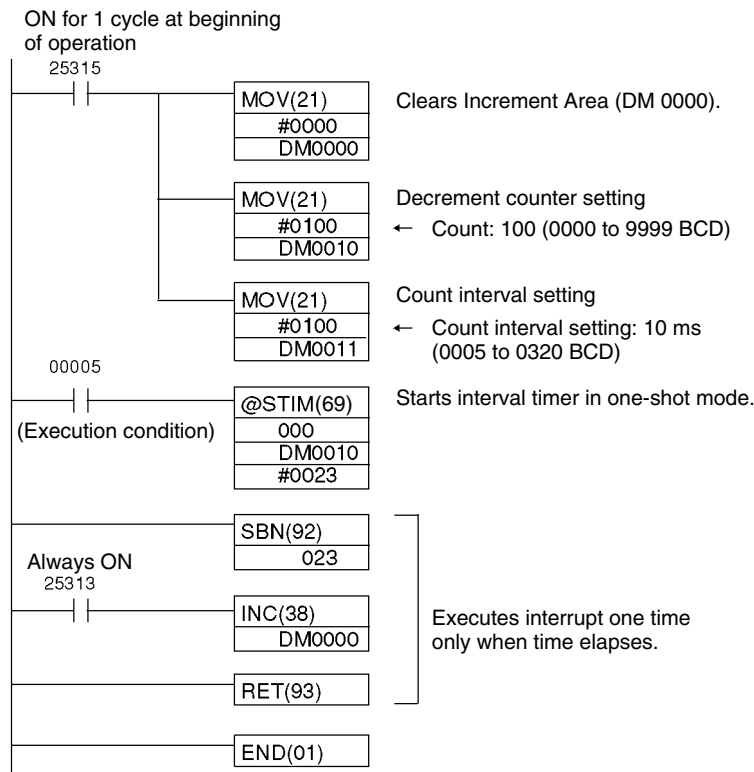 ON for 1 cycle at beginning
of operation
25315
MOV(21)
#0000
DM0000
Clears Increment Area (DM 0000).
MOV(21)
#0100
DM0010
Decrement counter setting
← Count: 100 (0000 to 9999 BCD)
MOV(21)
#0100
DM0011
Count interval setting
← Count interval setting: 10 ms
(0005 to 0320 BCD)
00005
(Execution condition)
@STIM(69)
000
DM0010
#0023
Starts interval timer in one-shot mode.
SBN(92)
023
Always ON
25313
INC(38)
DM0000
Executes interrupt one time
only when time elapses.
RET(93)
END(01)